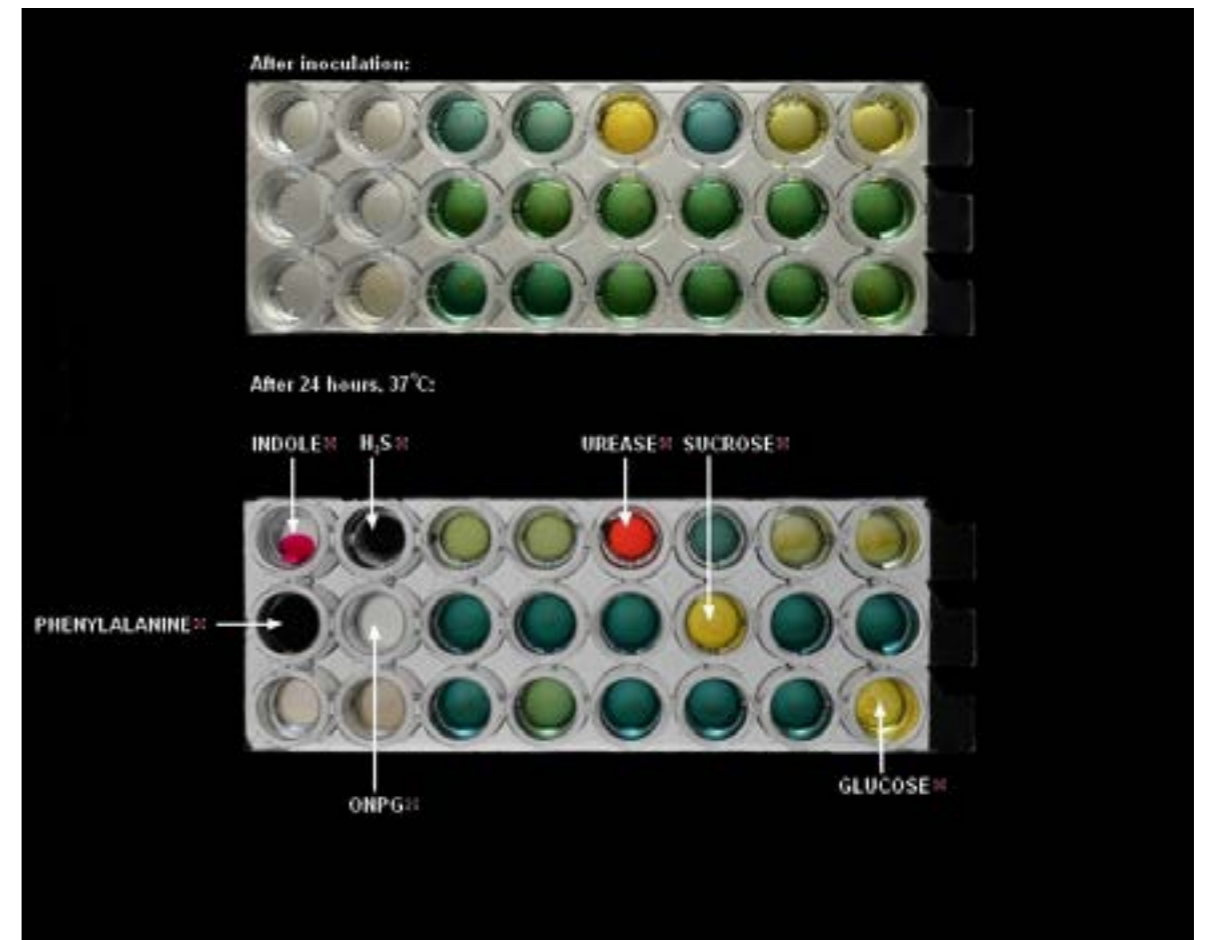 After inoculation:
After 24 hours, 37°C:
INDOLE H₂S UREASE SUCROSE
PHENYLALANINE
ONPG
GLUCOSE